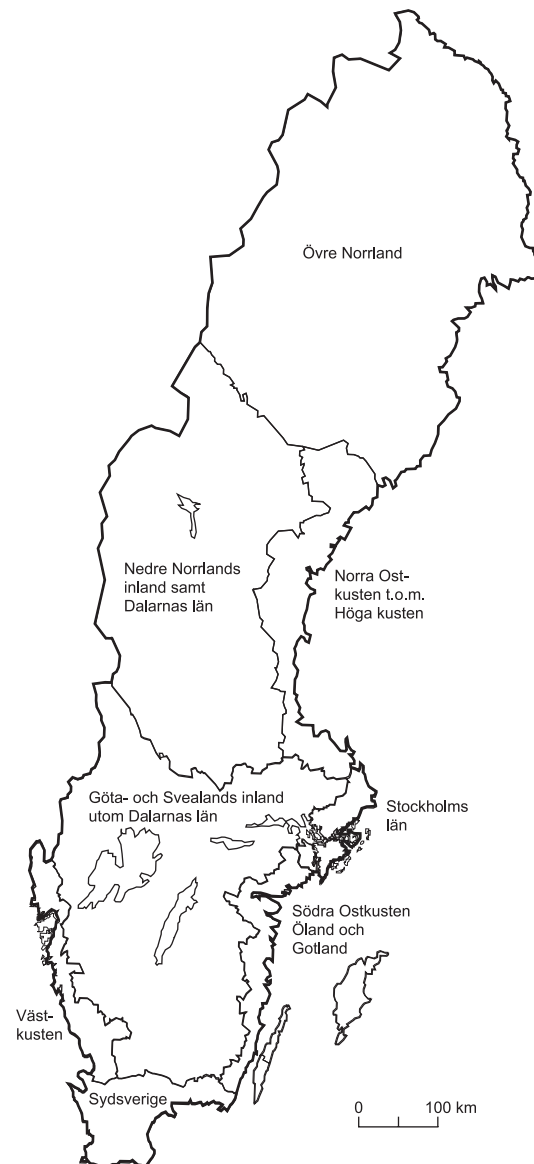 Övre Norrland
Nedre Norrlands
inland samt
Dalarnas län
Norra Ost-
kusten t.o.m.
Höga kusten
Göta- och Svealands inland
utom Dalarnas län
Stockholms
län
Södra Ostkusten
Öland och
Gotland
Väst-
kusten
Sydsverige
0 100 km